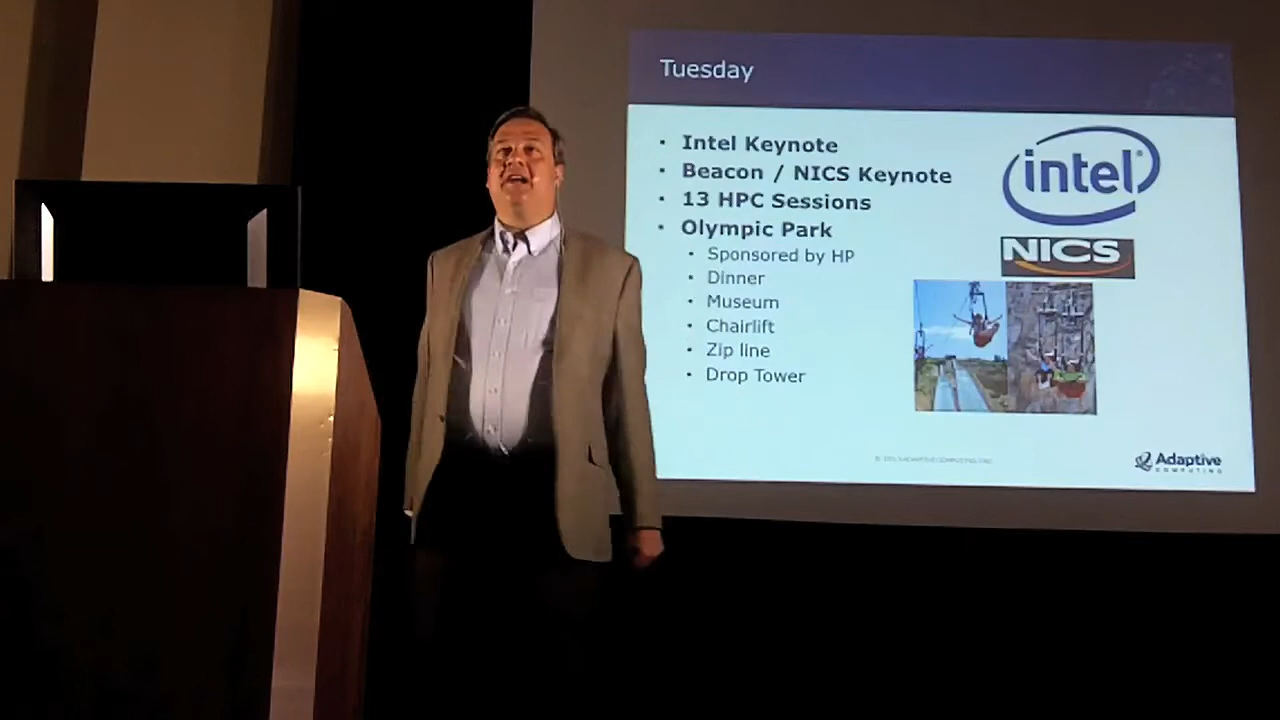 Tuesday
• Intel Keynote
• Beacon / NICS Keynote
• 13 HPC Sessions
• Olympic Park
• Sponsored by HP
• Dinner
• Museum
• Chairlift
• Zip line
• Drop Tower
intel®
NICS
Adaptive
COMPUTING